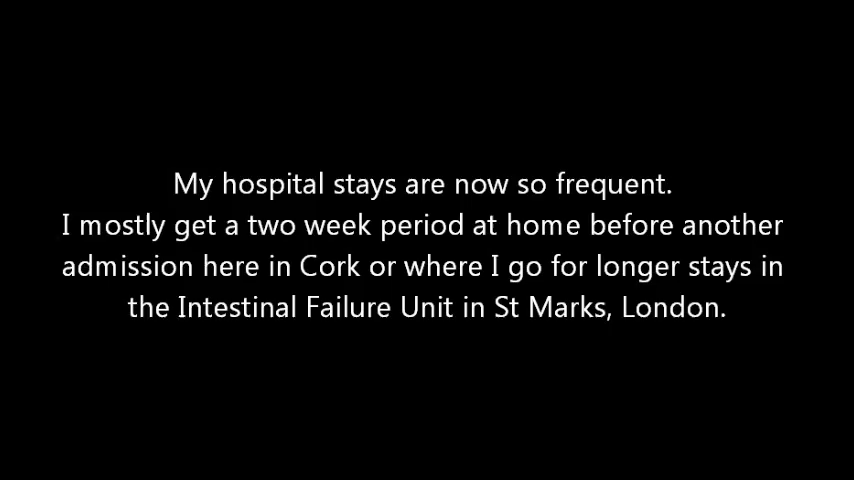 My hospital stays are now so frequent.
I mostly get a two week period at home before another
admission here in Cork or where I go for longer stays in
the Intestinal Failure Unit in St Marks, London.